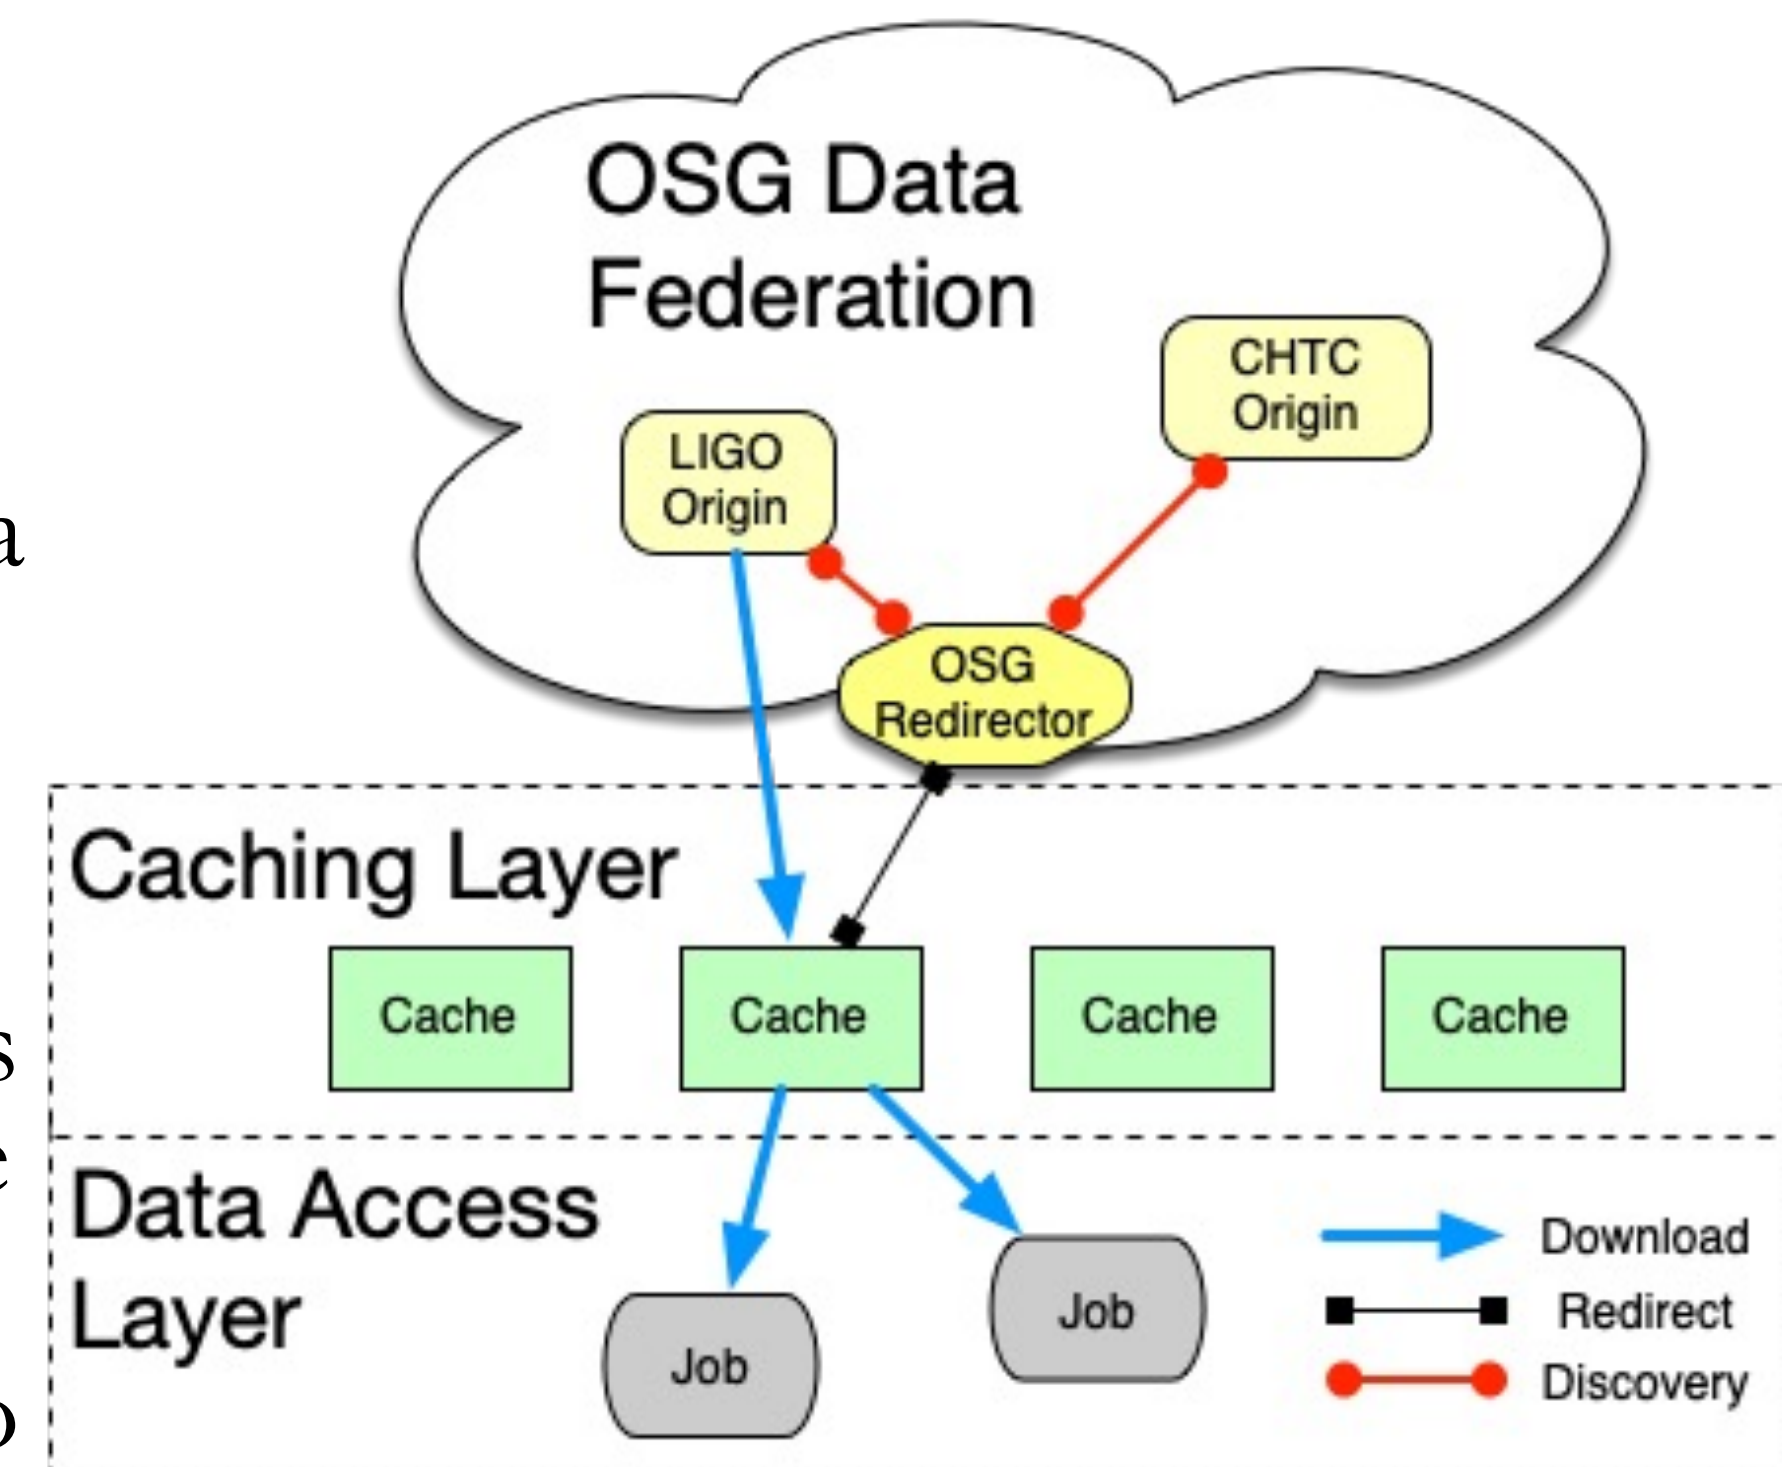 OSG Data
Federation
CHTC
Origin
LIGO
Origin
OSG
Redirector
Caching Layer
Cache
Cache
Cache
Cache
Data Access
Layer
Job
Job
Download
Redirect
Discovery
a
s
e
o